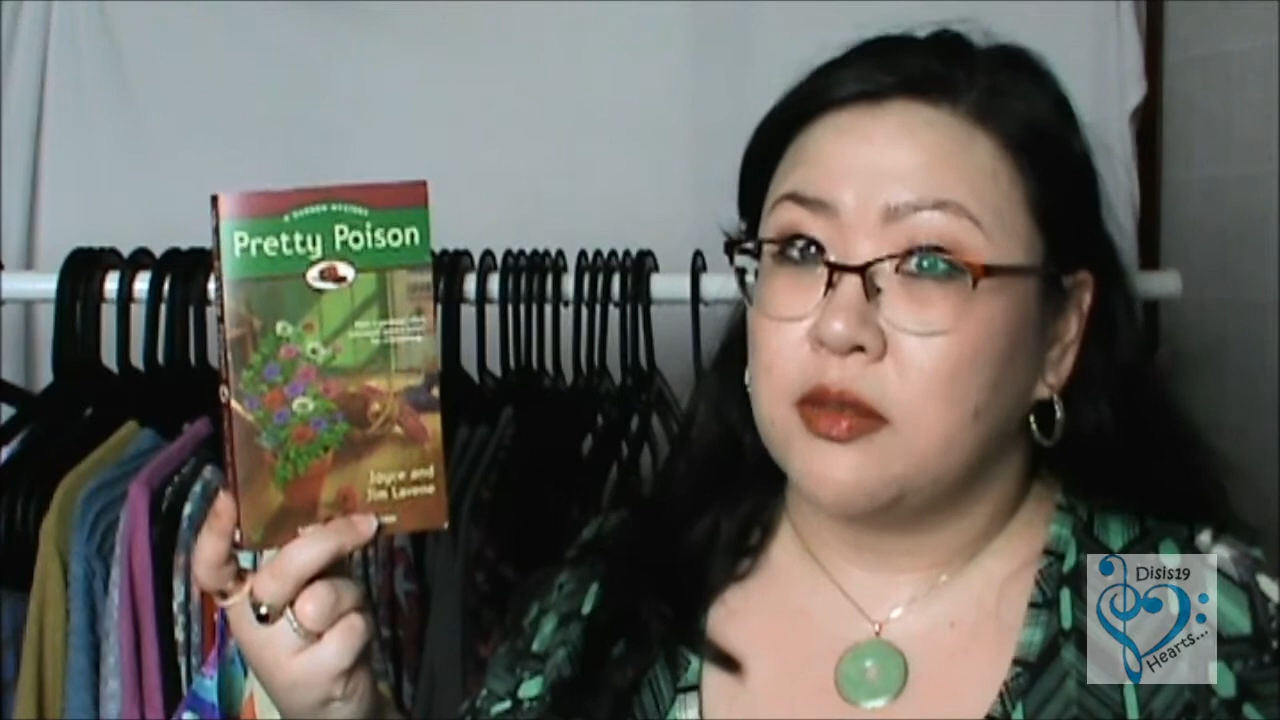 A GARDEN MYSTERY
Pretty Poison
Joyce and
Jim Lavene
Disis19
Hearts...